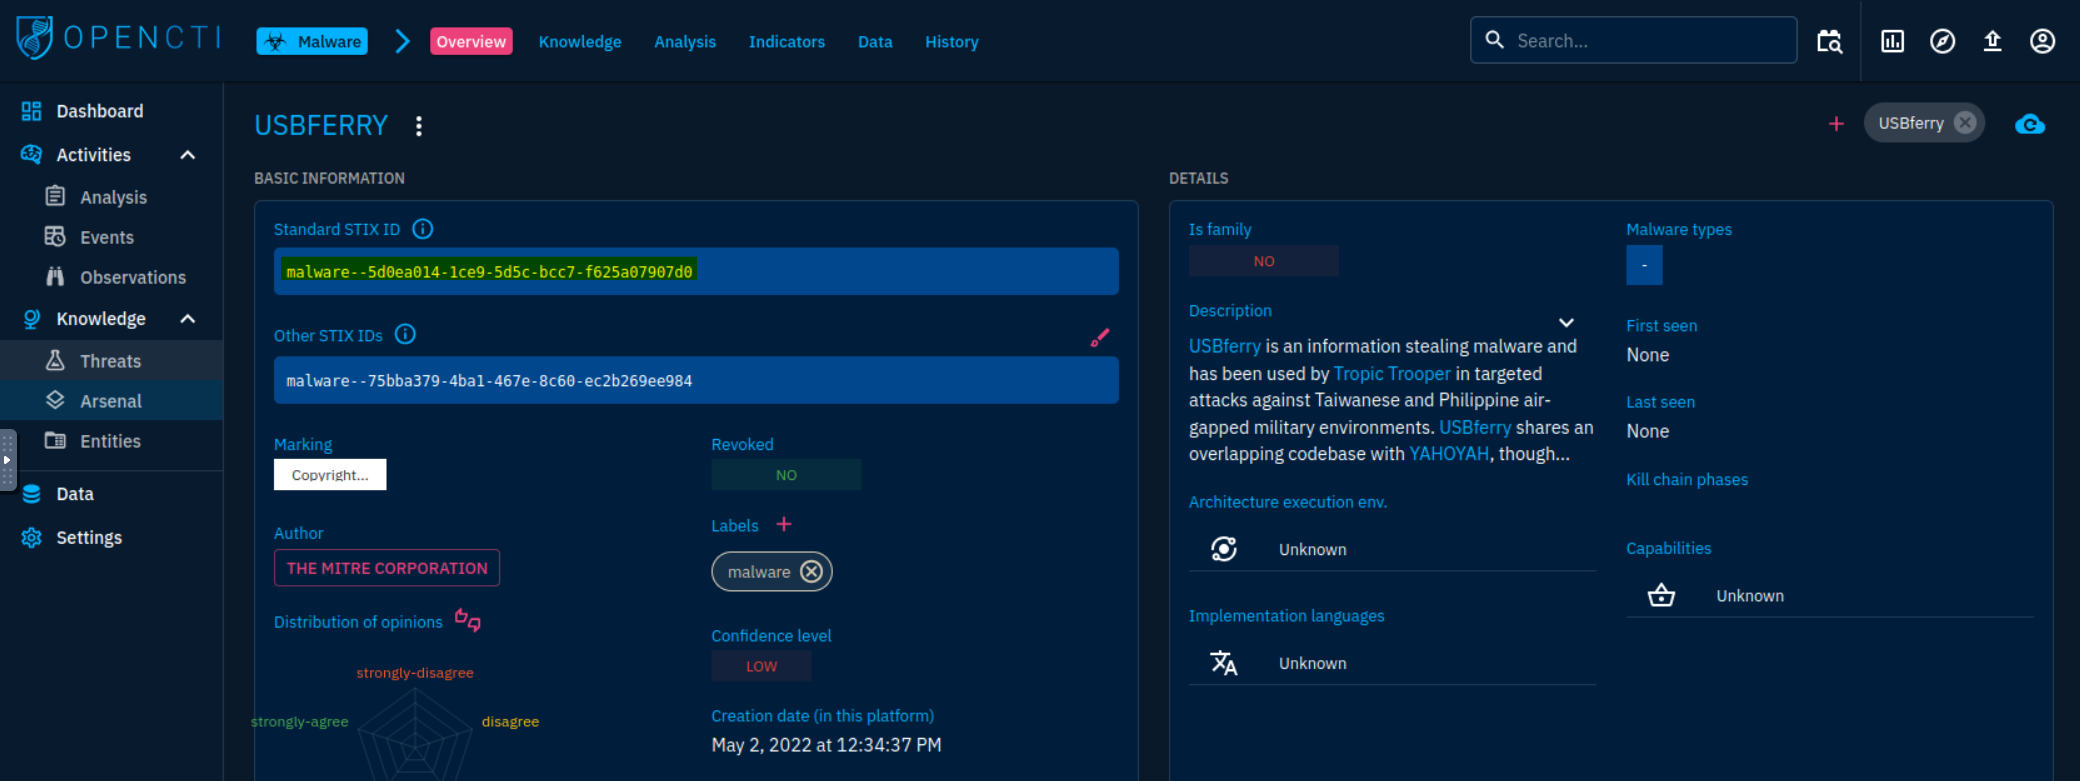 OPENCTI
Malware
Overview
Knowledge
Analysis
Indicators
Data
History
Search...
Dashboard
Activities
Analysis
Events
Observations
Knowledge
Threats
Arsenal
Entities
Data
Settings
USBFERRY
USBferry
BASIC INFORMATION
Standard STIX ID
malware--5d0ea014-1ce9-5d5c-bcc7-f625a07907d0
Other STIX IDs
malware--75bba379-4ba1-467e-8c60-ec2b269ee984
Marking
Copyright...
Revoked
NO
Author
THE MITRE CORPORATION
Labels
malware
Distribution of opinions
strongly-disagree
strongly-agree
disagree
Confidence level
LOW
Creation date (in this platform)
May 2, 2022 at 12:34:37 PM
DETAILS
Is family
NO
Malware types
-
Description
USBferry is an information stealing malware and
has been used by Tropic Trooper in targeted
attacks against Taiwanese and Philippine air-
gapped military environments. USBferry shares an
overlapping codebase with YAHOYAH, though...
First seen
None
Last seen
None
Kill chain phases
Architecture execution env.
Unknown
Capabilities
Unknown
Implementation languages
Unknown